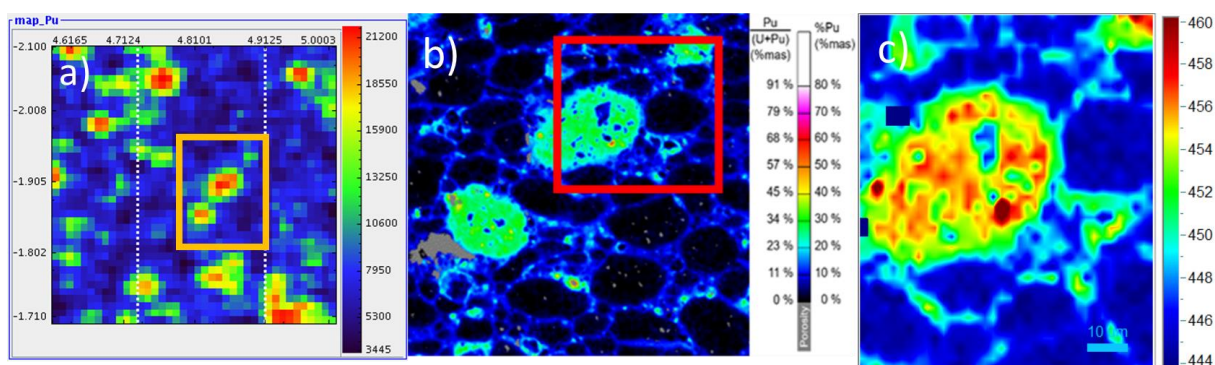 map_Pu
4.6165 4.7124 4.8101 4.9125 5.0003
-2.100
-2.008
-1.905
-1.802
-1.710
a)
21200
18500
15900
13200
10600
7950
5300
3445
b)
Pu
(U+Pu)
(%mas)
%Pu
(%mas)
91 % 80 %
79 % 70 %
68 % 60 %
57 % 50 %
45 % 40 %
34 % 30 %
23 % 20 %
11 % 10 %
0 % 0 %
Porosity
c)
460
458
456
454
452
450
448
446
444